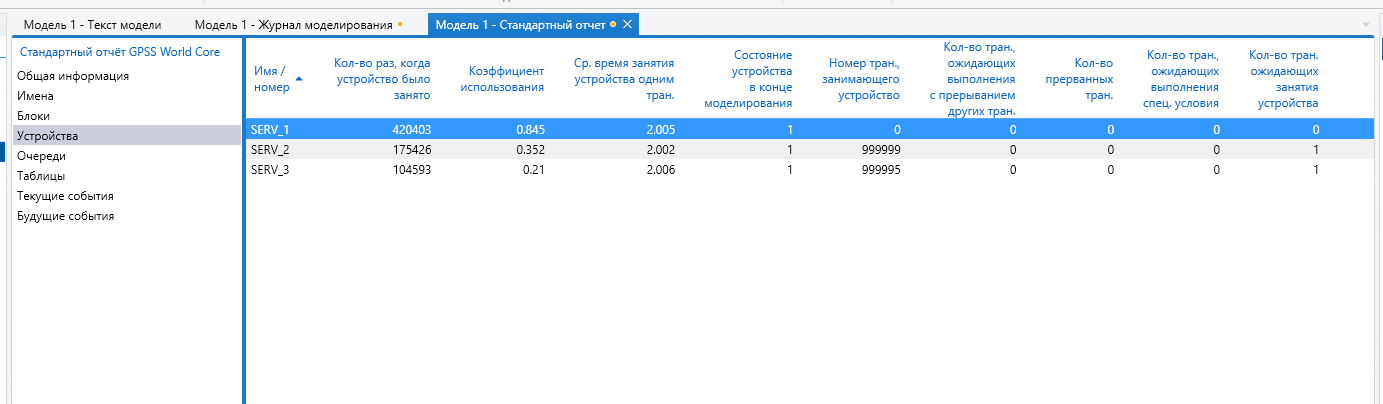 Модель 1 - Текст модели Модель 1 - Журнал моделирования Модель 1 - Стандартный отчет
Стандартный отчёт GPSS World Core
Общая информация
Имена
Блоки
Устройства
Очереди
Таблицы
Текущие события
Будущие события
Имя /
номер
Кол-во раз, когда
устройство было
занято
Коэффициент
использования
Ср. время занятия
устройства одним
тран.
Состояние
устройства
в конце
моделирования
Номер тран.,
занимающего
устройство
Кол-во тран.,
ожидающих
выполнения
с прерыванием
других тран.
Кол-во
прерванных
тран.
Кол-во тран.,
ожидающих
выполнения
спец. условия
Кол-во тран.
ожидающих
занятия
устройства
SERV_1 420403 0.845 2.005 1 0 0 0 0 0
SERV_2 175426 0.352 2.002 1 999999 0 0 0 1
SERV_3 104593 0.21 2.006 1 999995 0 0 0 1